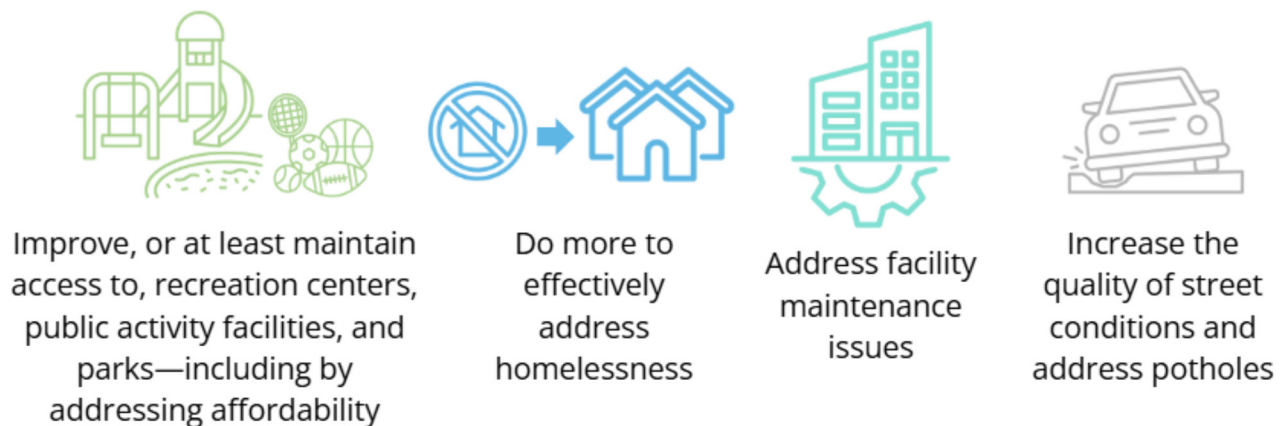 Improve, or at least maintain
access to, recreation centers,
public activity facilities, and
parks—including by
addressing affordability
Do more to
effectively
address
homelessness
Address facility
maintenance
issues
Increase the
quality of street
conditions and
address potholes